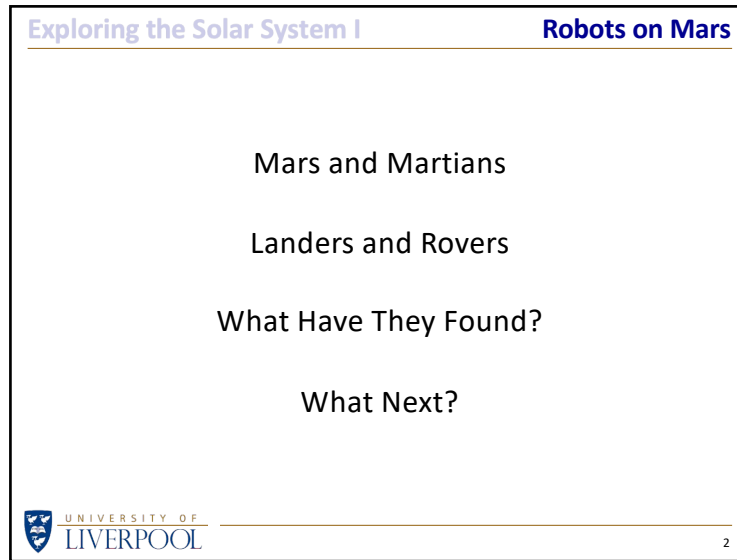 Exploring the Solar System I Robots on Mars
Mars and Martians
Landers and Rovers
What Have They Found?
What Next?
UNIVERSITY OF
LIVERPOOL
2